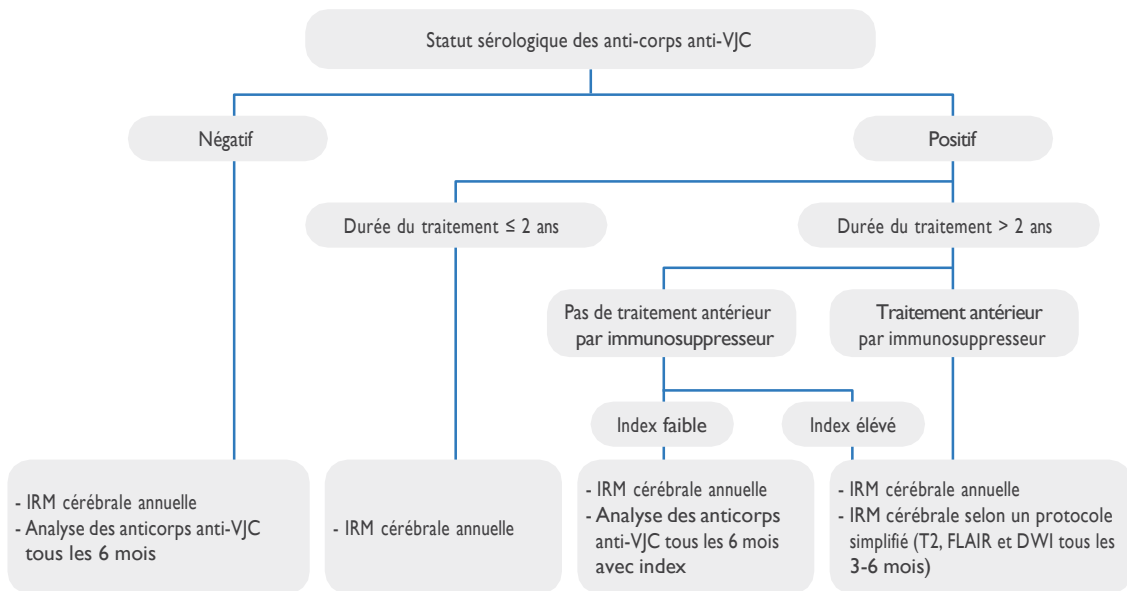 Statut sérologique des anti-corps anti-VJC
Négatif
Positif
Durée du traitement ≤ 2 ans
Durée du traitement > 2 ans
Pas de traitement antérieur
par immunosuppresseur
Traitement antérieur
par immunosuppresseur
Index faible
Index élévé
- IRM cérébrale annuelle
- Analyse des anticorps anti-VJC
tous les 6 mois
- IRM cérébrale annuelle
- IRM cérébrale annuelle
- Analyse des anticorps
anti-VJC tous les 6 mois
avec index
- IRM cérébrale annuelle
- IRM cérébrale selon un protocole
simplifié (T2, FLAIR et DWI tous les
3-6 mois)